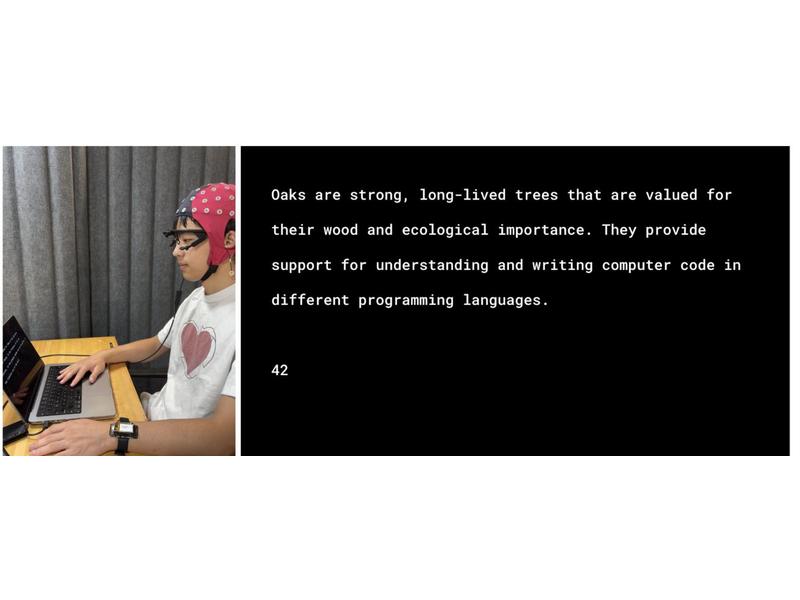 Oaks are strong, long-lived trees that are valued for
their wood and ecological importance. They provide
support for understanding and writing computer code in
different programming languages.
42